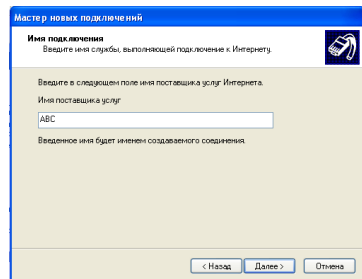 Мастер новых подключений
Имя подключения
Введите имя службы, выполняющей подключение к Интернету.
Введите в следующем поле имя поставщика услуг Интернета.
Имя поставщика услуг
ABC
Введенное имя будет именем создаваемого соединения.
< Назад
Далее >
Отмена